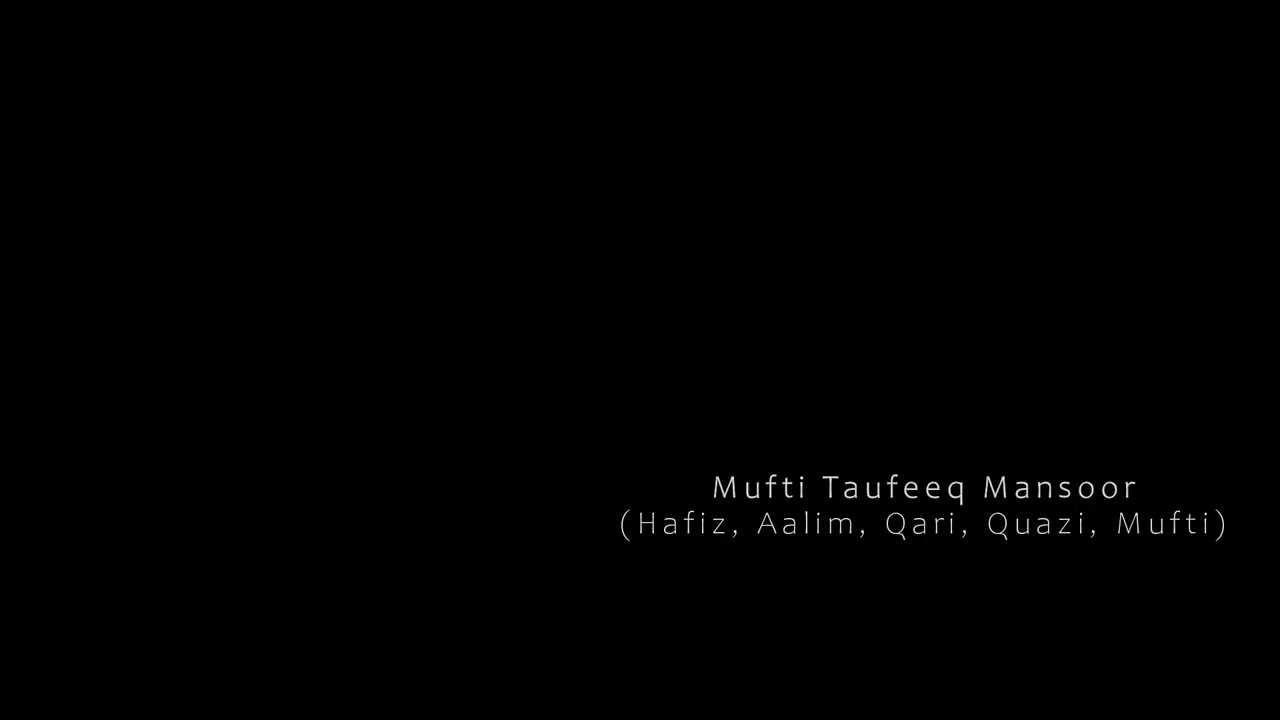 Mufti Taufeeq Mansoor
(Hafiz, Aalim, Qari, Quazi, Mufti)